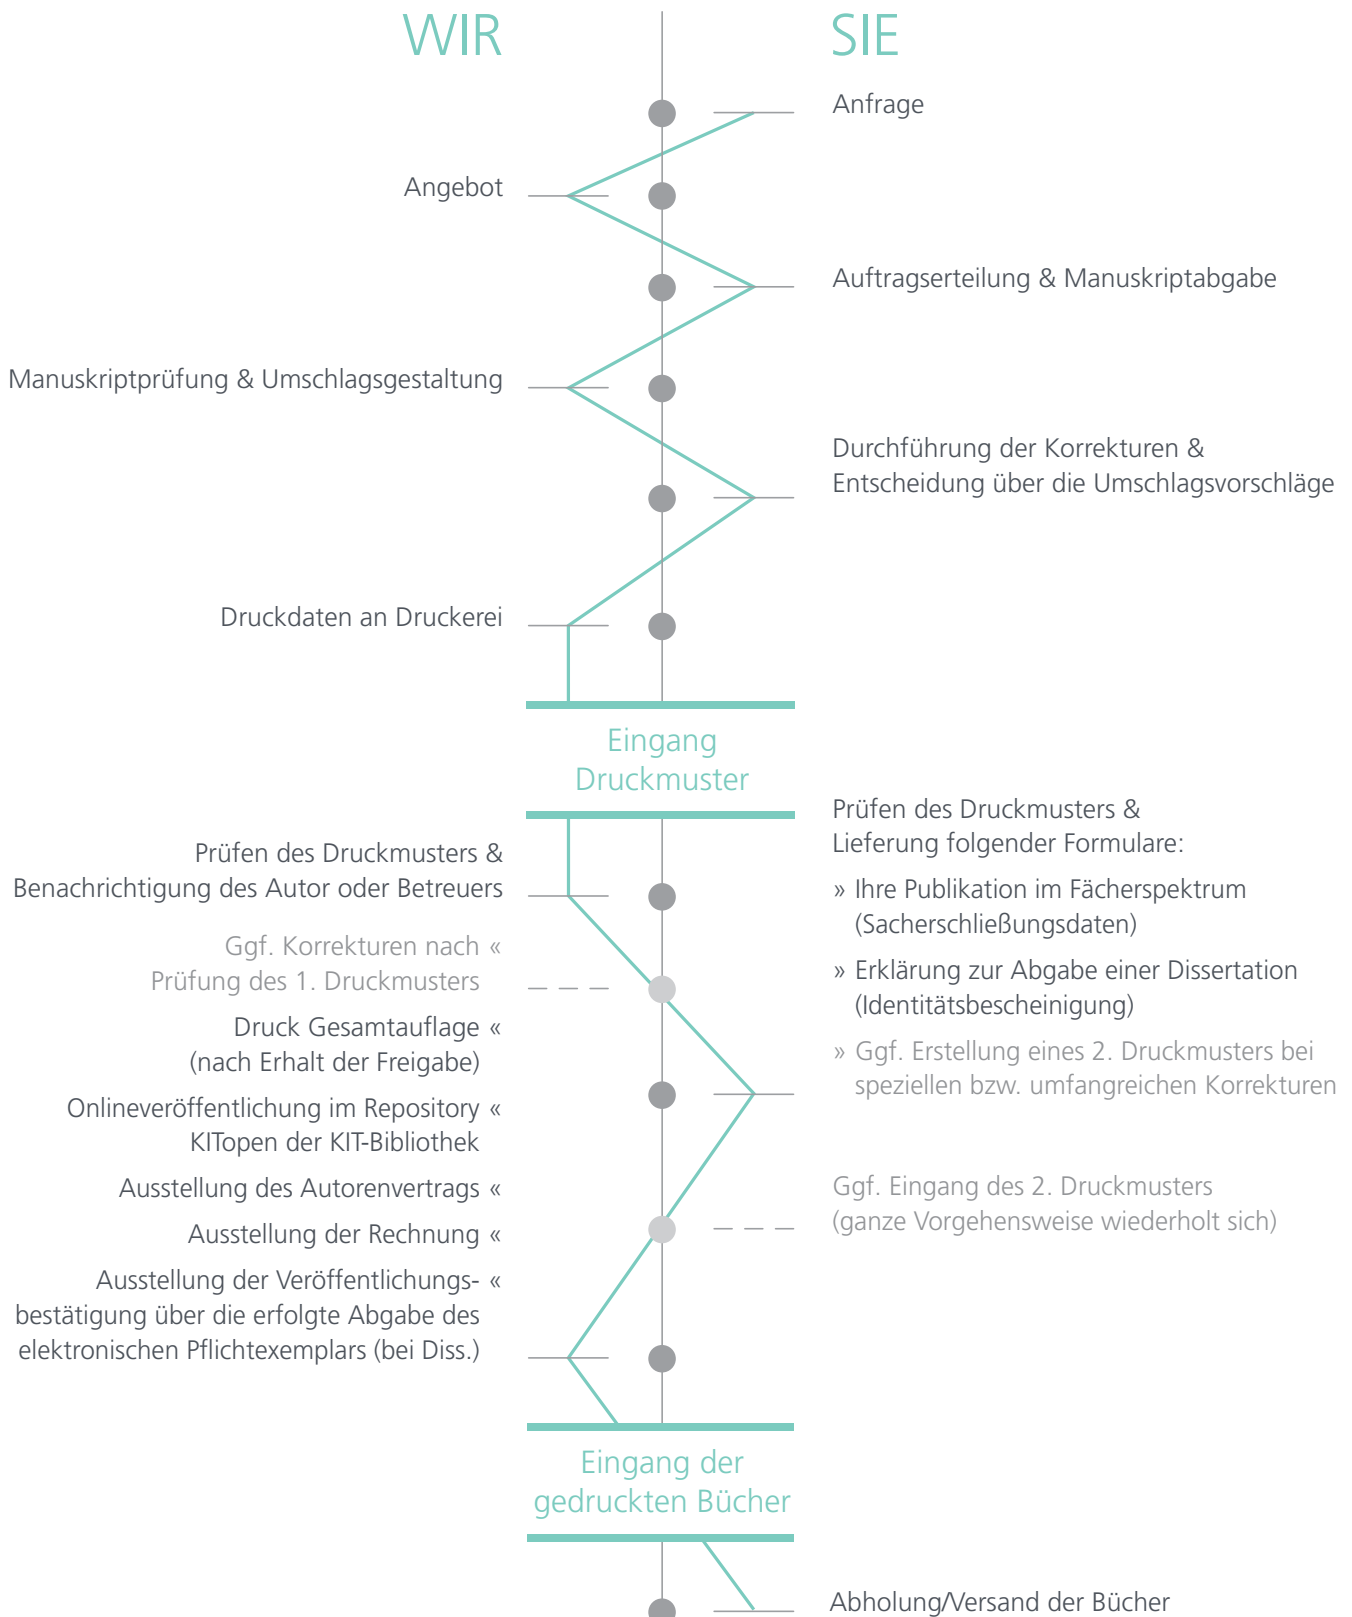 WIR
SIE
Anfrage
Angebot
Auftragserteilung & Manuskriptabgabe
Manuskriptprüfung & Umschlagsgestaltung
Durchführung der Korrekturen &
Entscheidung über die Umschlagsvorschläge
Druckdaten an Druckerei
Eingang
Druckmuster
Prüfen des Druckmusters &
Benachrichtigung des Autor oder Betreuers
Ggf. Korrekturen nach «
Prüfung des 1. Druckmusters
Druck Gesamtauflage «
(nach Erhalt der Freigabe)
Onlineveröffentlichung im Repository «
KITopen der KIT-Bibliothek
Ausstellung des Autorenvertrags «
Ausstellung der Rechnung «
Ausstellung der Veröffentlichungs- «
bestätigung über die erfolgte Abgabe des
elektronischen Pflichtexemplars (bei Diss.)
Prüfen des Druckmusters &
Lieferung folgender Formulare:
» Ihre Publikation im Fächerspektrum
(Sacherschließungsdaten)
» Erklärung zur Abgabe einer Dissertation
(Identitätsbescheinigung)
» Ggf. Erstellung eines 2. Druckmusters bei
speziellen bzw. umfangreichen Korrekturen
Ggf. Eingang des 2. Druckmusters
(ganze Vorgehensweise wiederholt sich)
Eingang der
gedruckten Bücher
Abholung/Versand der Bücher